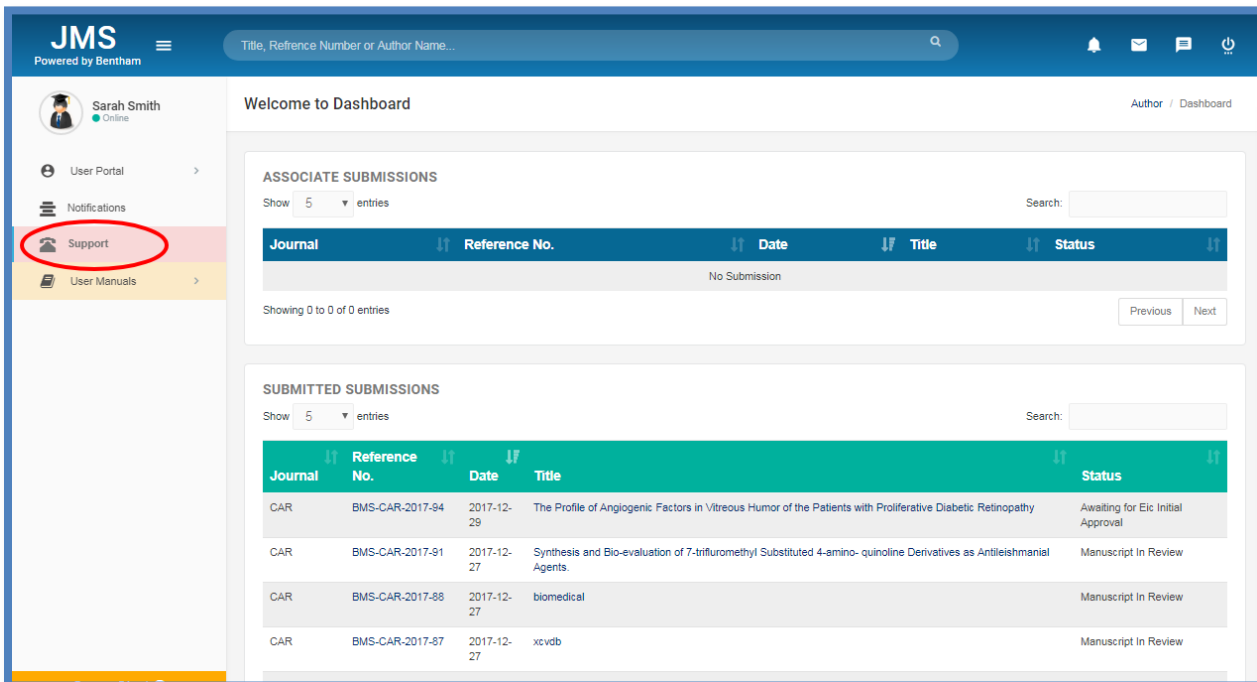 JMS
Powered by Bentham
Title, Refrence Number or Author Name...
Sarah Smith
Online
User Portal
Notifications
Support
User Manuals
Welcome to Dashboard
Author / Dashboard
ASSOCIATE SUBMISSIONS
Show 5 entries Search:
Journal Reference No. Date Title Status
No Submission
Showing 0 to 0 of 0 entries
Previous Next
SUBMITTED SUBMISSIONS
Show 5 entries Search:
Reference
Journal No. Date Title Status
CAR BMS-CAR-2017-94 2017-12- The Profile of Angiogenic Factors in Vitreous Humor of the Patients with Proliferative Diabetic Retinopathy Awaiting for Eic Initial
29 Approval
CAR BMS-CAR-2017-91 2017-12- Synthesis and Bio-evaluation of 7-trifluromethyl Substituted 4-amino- quinoline Derivatives as Antileishmanial Manuscript In Review
27 Agents.
CAR BMS-CAR-2017-88 2017-12- biomedical Manuscript In Review
27
CAR BMS-CAR-2017-87 2017-12- xcvdb Manuscript In Review
27